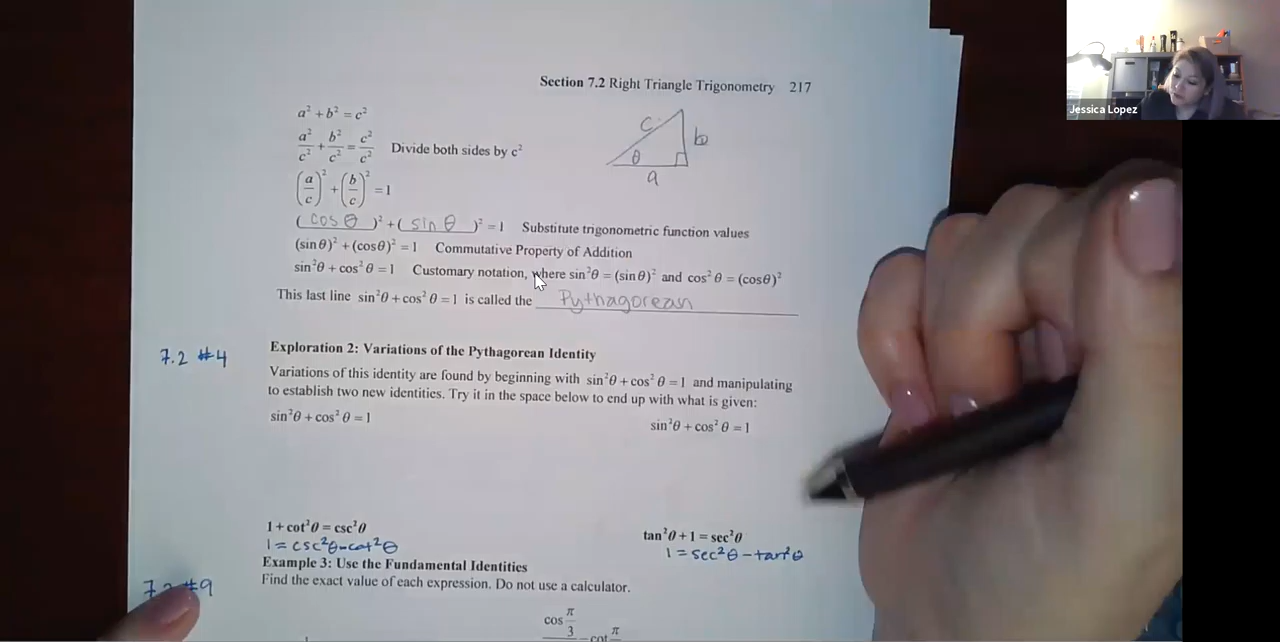 Jessica Lopez
Section 7.2 Right Triangle Trigonometry 217
a² + b² = c²
a²/c² + b²/c² = c²/c² Divide both sides by c²
(a/c)² + (b/c)² = 1
c
b
θ
a
(cos θ)² + (sin θ)² = 1 Substitute trigonometric function values
(sinθ)² + (cosθ)² = 1 Commutative Property of Addition
sin²θ + cos²θ = 1 Customary notation, where sin²θ = (sinθ)² and cos²θ = (cosθ)²
This last line sin²θ + cos²θ = 1 is called the Pythagorean
7.2 #4
Exploration 2: Variations of the Pythagorean Identity
Variations of this identity are found by beginning with sin²θ + cos²θ = 1 and manipulating
to establish two new identities. Try it in the space below to end up with what is given:
sin²θ + cos²θ = 1 sin²θ + cos²θ = 1
1 + cot²θ = csc²θ tan²θ + 1 = sec²θ
1 = csc²θ - cot²θ 1 = sec²θ - tan²θ
Example 3: Use the Fundamental Identities
#9
Find the exact value of each expression. Do not use a calculator.
cos π/3
cot π